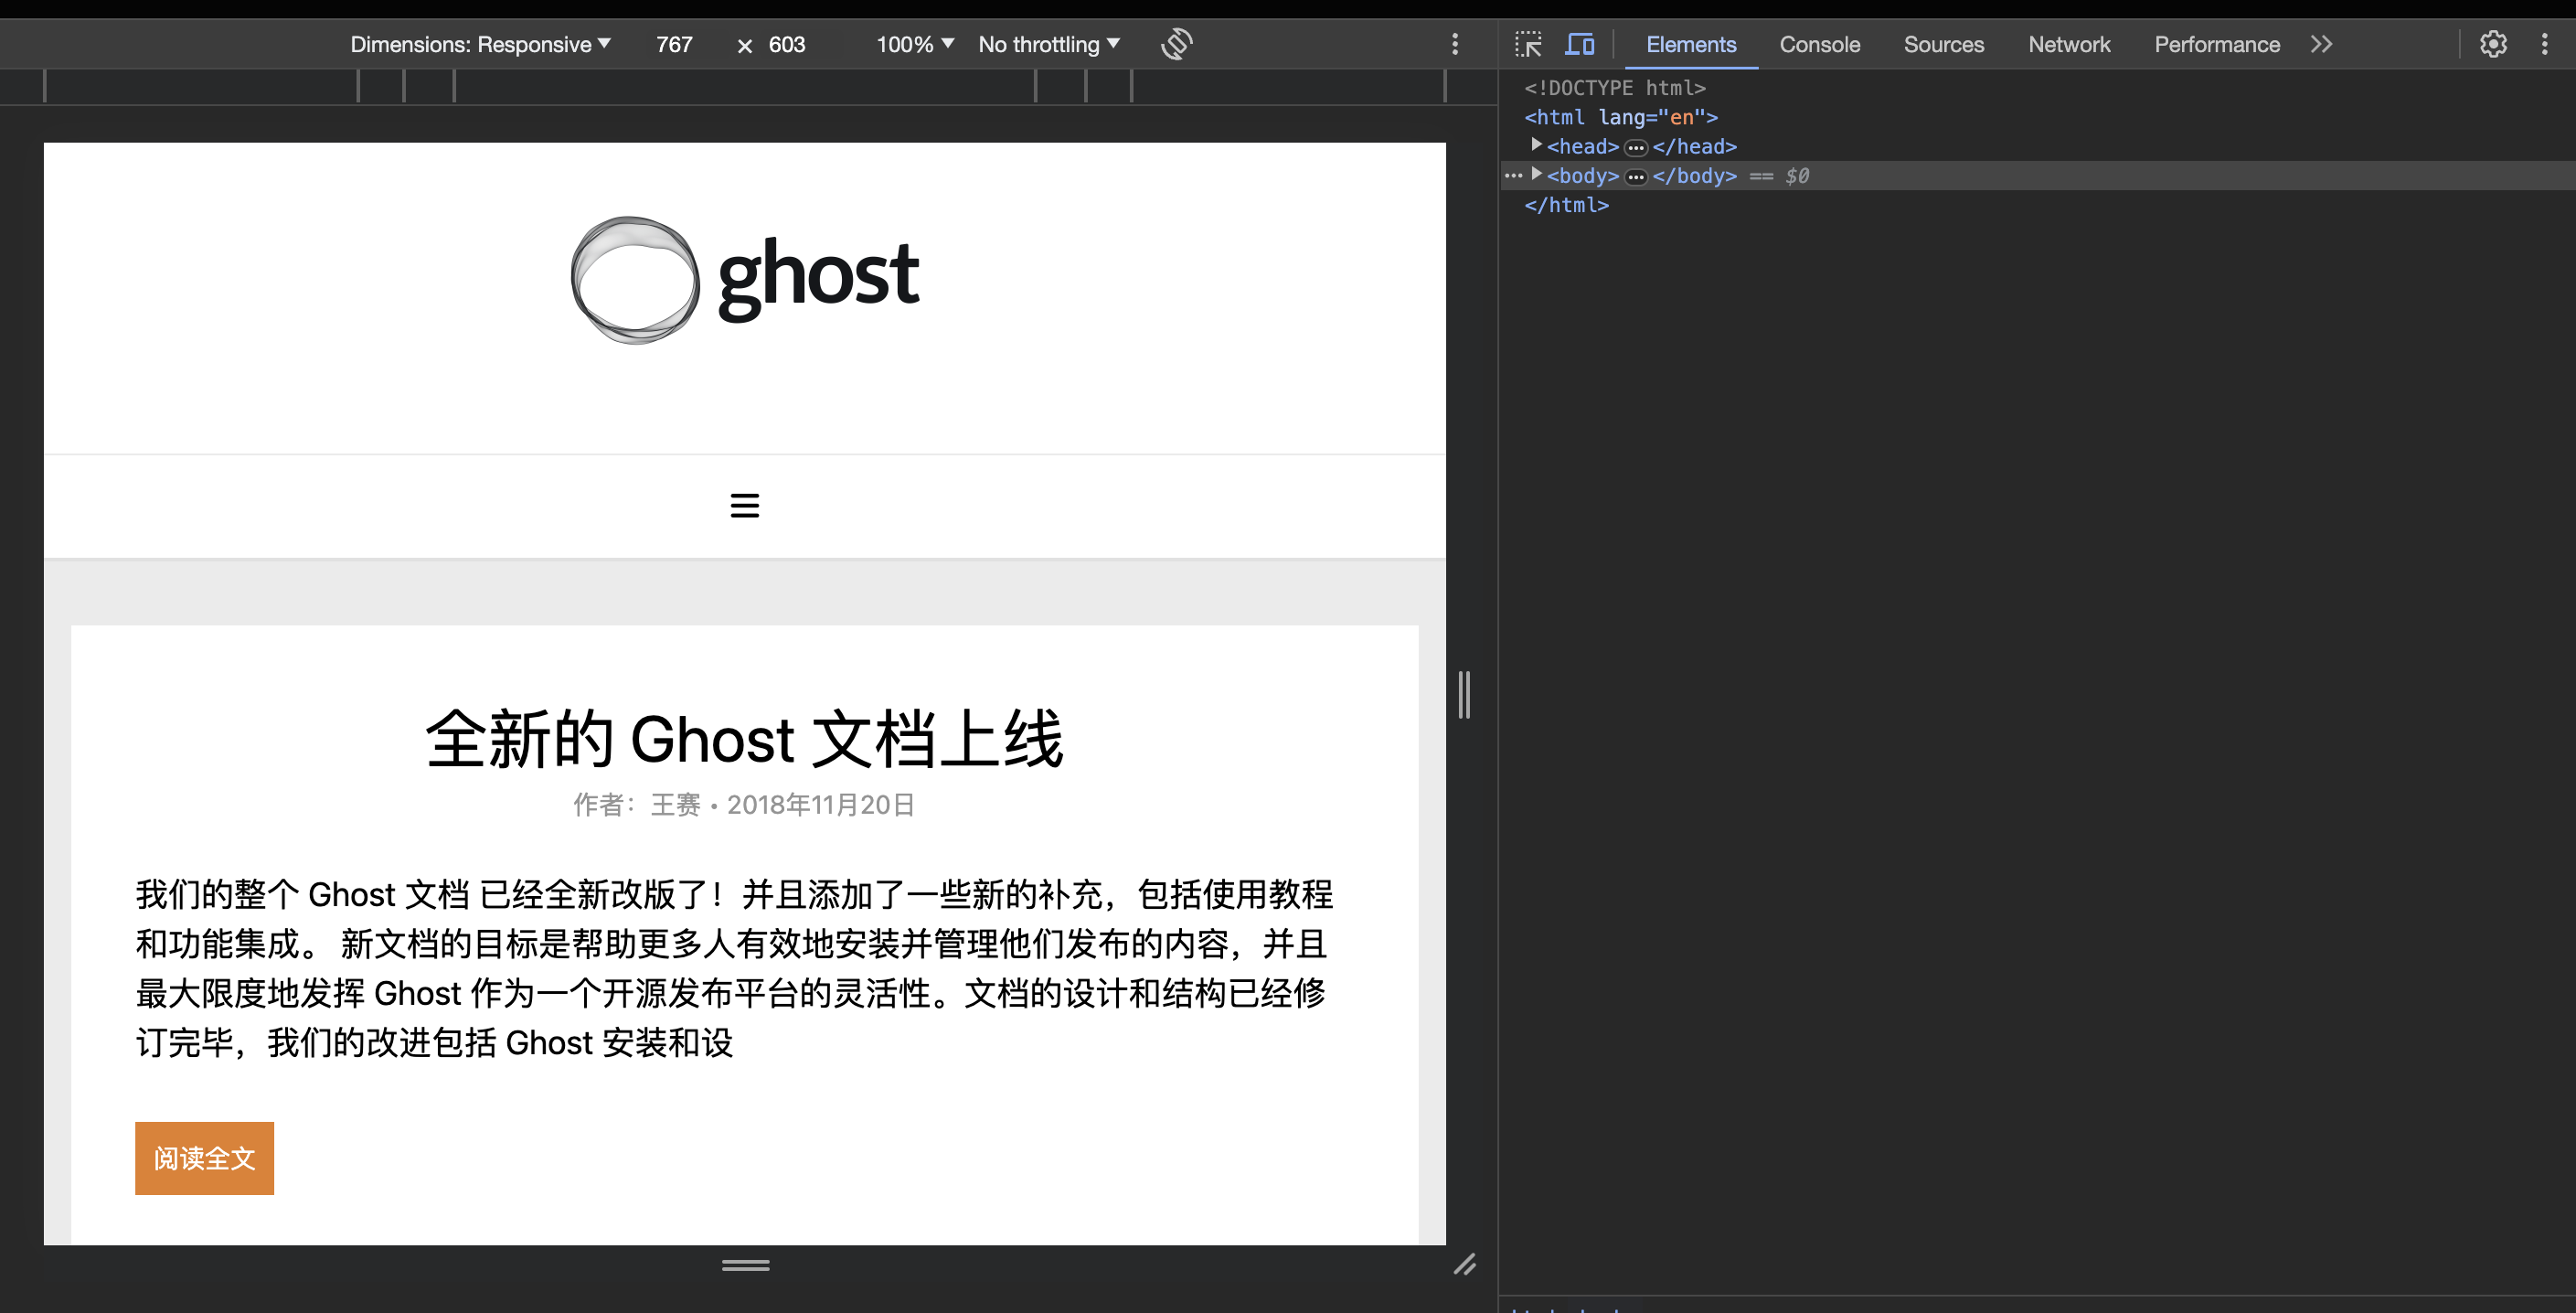 Dimensions: Responsive 767 × 603 100% No throttling
Elements Console Sources Network Performance
<!DOCTYPE html>
<html lang="en">
<head> ••• </head>
••• <body> ••• </body> == $0
</html>
ghost
全新的 Ghost 文档上线
作者：王赛 • 2018年11月20日
我们的整个 Ghost 文档 已经全新改版了！并且添加了一些新的补充，包括使用教程
和功能集成。 新文档的目标是帮助更多人有效地安装并管理他们发布的内容，并且
最大限度地发挥 Ghost 作为一个开源发布平台的灵活性。文档的设计和结构已经修
订完毕，我们的改进包括 Ghost 安装和设
阅读全文